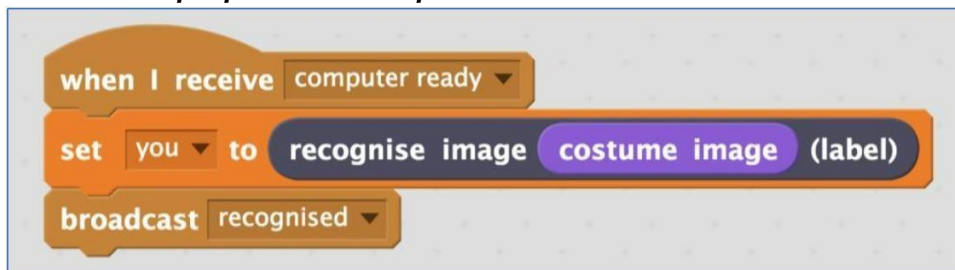 when I receive computer ready
set you to recognise image costume image (label)
broadcast recognised